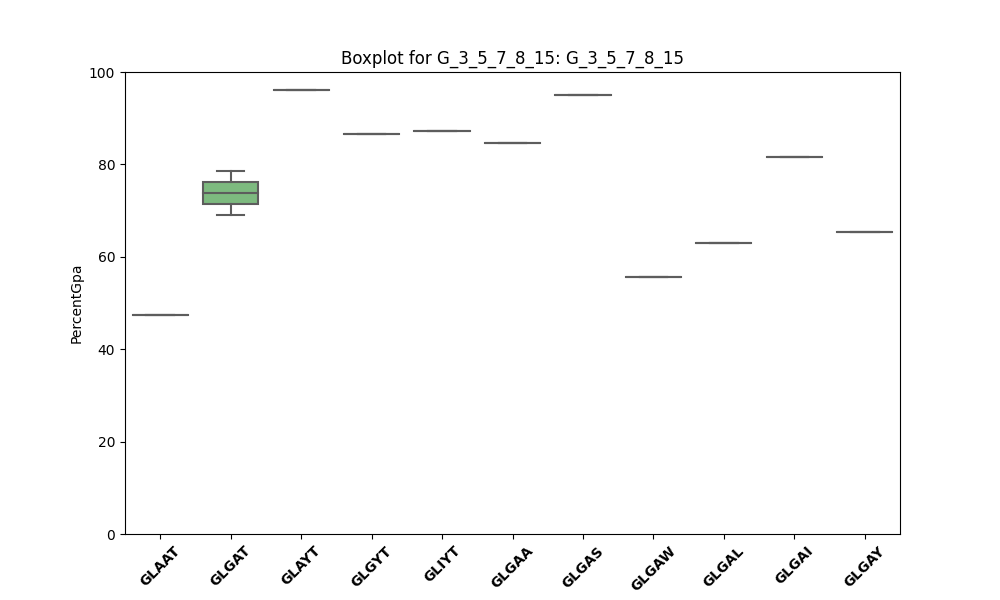 Boxplot for G_3_5_7_8_15: G_3_5_7_8_15
100
80
60
40
20
0
PercentGpa
GLAAT
GLGAT
GLAYT
GLGYT
GLIYT
GLGAA
GLGAS
GLGAW
GLGAL
GLGAI
GLGAY